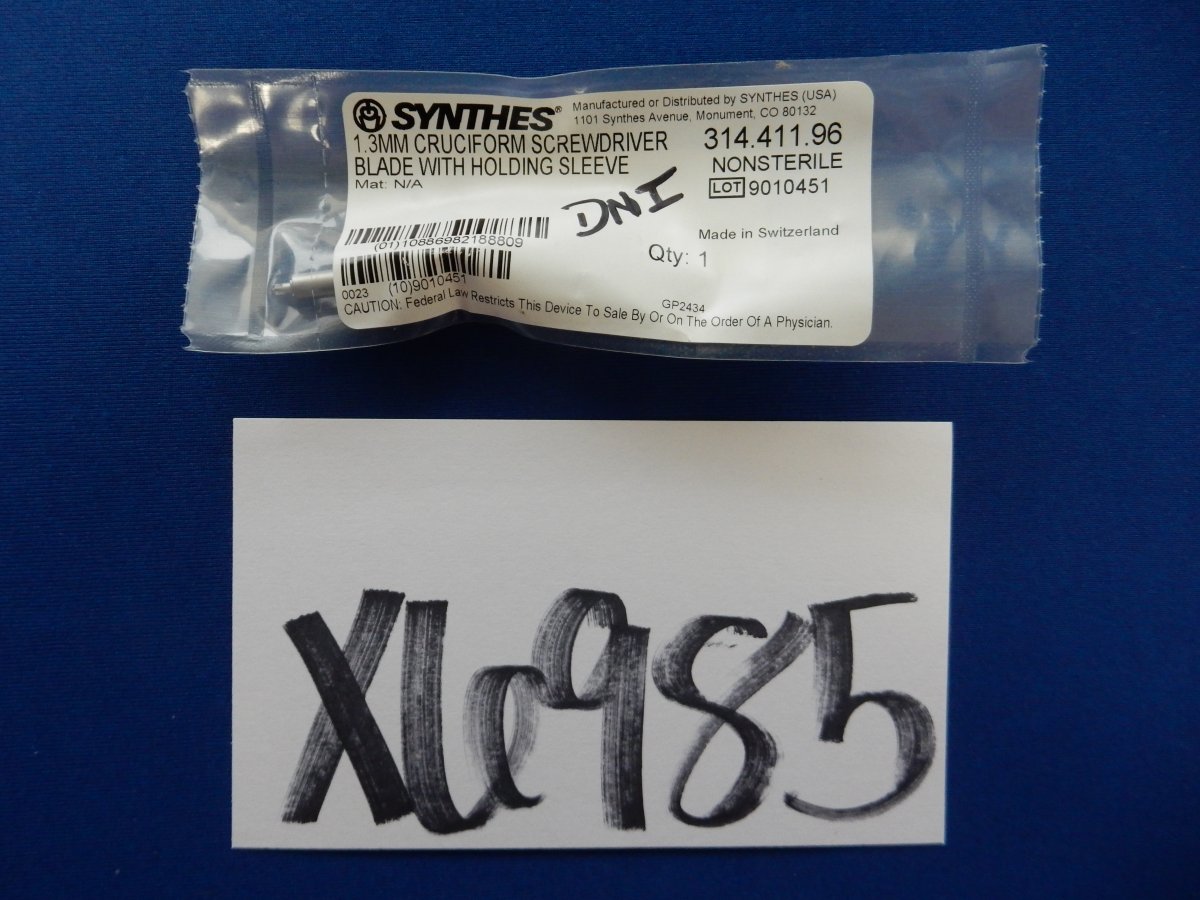 SYNTHES®
Manufactured or Distributed by SYNTHES (USA)
1101 Synthes Avenue, Monument, CO 80132
1.3MM CRUCIFORM SCREWDRIVER
BLADE WITH HOLDING SLEEVE
Mat: N/A
314.411.96
NONSTERILE
LOT 9010451
DNI
Made in Switzerland
(01)10886982188809
Qty: 1
0023 (10)9010451
GP2434
CAUTION: Federal Law Restricts This Device To Sale By Or On The Order Of A Physician.
X6985